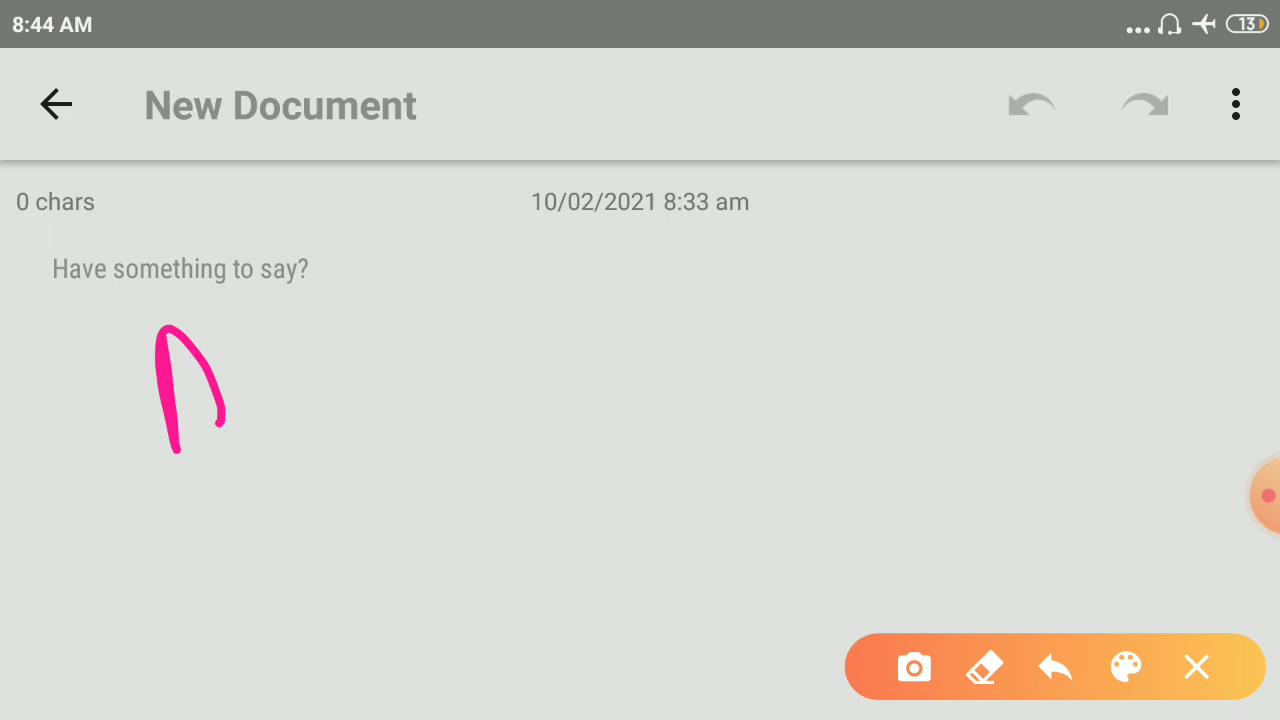 8:44 AM
13
New Document
0 chars
10/02/2021 8:33 am
Have something to say?